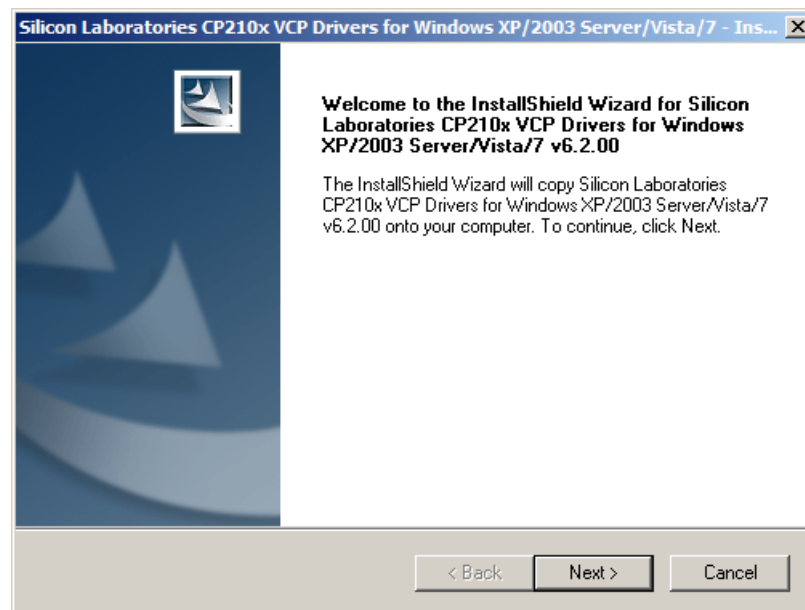 Silicon Laboratories CP210x VCP Drivers for Windows XP/2003 Server/Vista/7 - Ins...
Welcome to the InstallShield Wizard for Silicon
Laboratories CP210x VCP Drivers for Windows
XP/2003 Server/Vista/7 v6.2.00
The InstallShield Wizard will copy Silicon Laboratories
CP210x VCP Drivers for Windows XP/2003 Server/Vista/7
v6.2.00 onto your computer. To continue, click Next.
< Back
Next >
Cancel